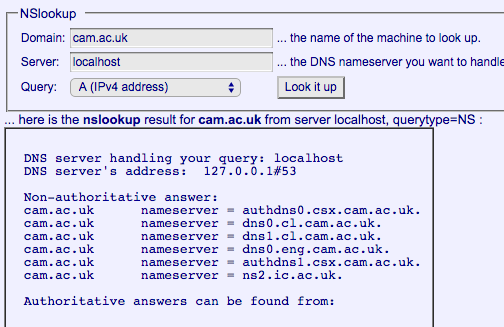 NSlookup
Domain: cam.ac.uk ... the name of the machine to look up.
Server: localhost ... the DNS nameserver you want to handle
Query: A (IPv4 address) Look it up
... here is the nslookup result for cam.ac.uk from server localhost, querytype=NS :
DNS server handling your query: localhost
DNS server's address: 127.0.0.1#53
Non-authoritative answer:
cam.ac.uk nameserver = authdns0.csx.cam.ac.uk.
cam.ac.uk nameserver = dns0.cl.cam.ac.uk.
cam.ac.uk nameserver = dns1.cl.cam.ac.uk.
cam.ac.uk nameserver = dns0.eng.cam.ac.uk.
cam.ac.uk nameserver = authdns1.csx.cam.ac.uk.
cam.ac.uk nameserver = ns2.ic.ac.uk.
Authoritative answers can be found from: